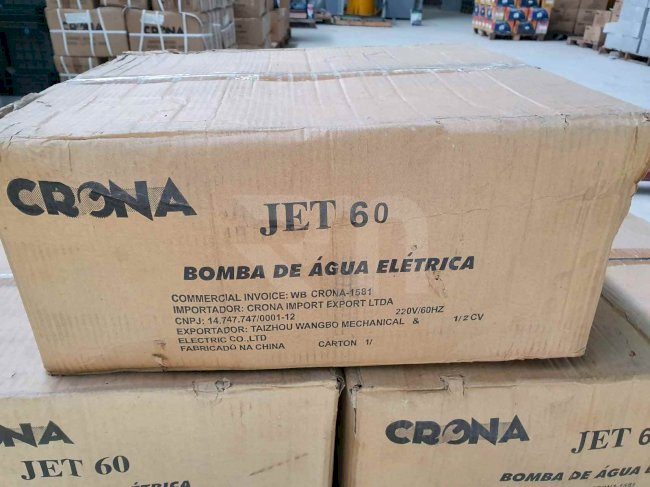 CRONA
CRONA
JET 60
BOMBA DE ÁGUA ELÉTRICA
COMMERCIAL INVOICE: WB CRONA-1581
IMPORTADOR: CRONA IMPORT EXPORT LTDA
CNPJ: 14.747.747/0001-12 220V/60HZ
EXPORTADOR: TAIZHOU WANGBO MECHANICAL & 1/2 CV
ELECTRIC CO.,LTD
FABRICADO NA CHINA CARTON 1/
ONA
JET 60
CRONA
JET 6
BOMBA DE ÁGUA